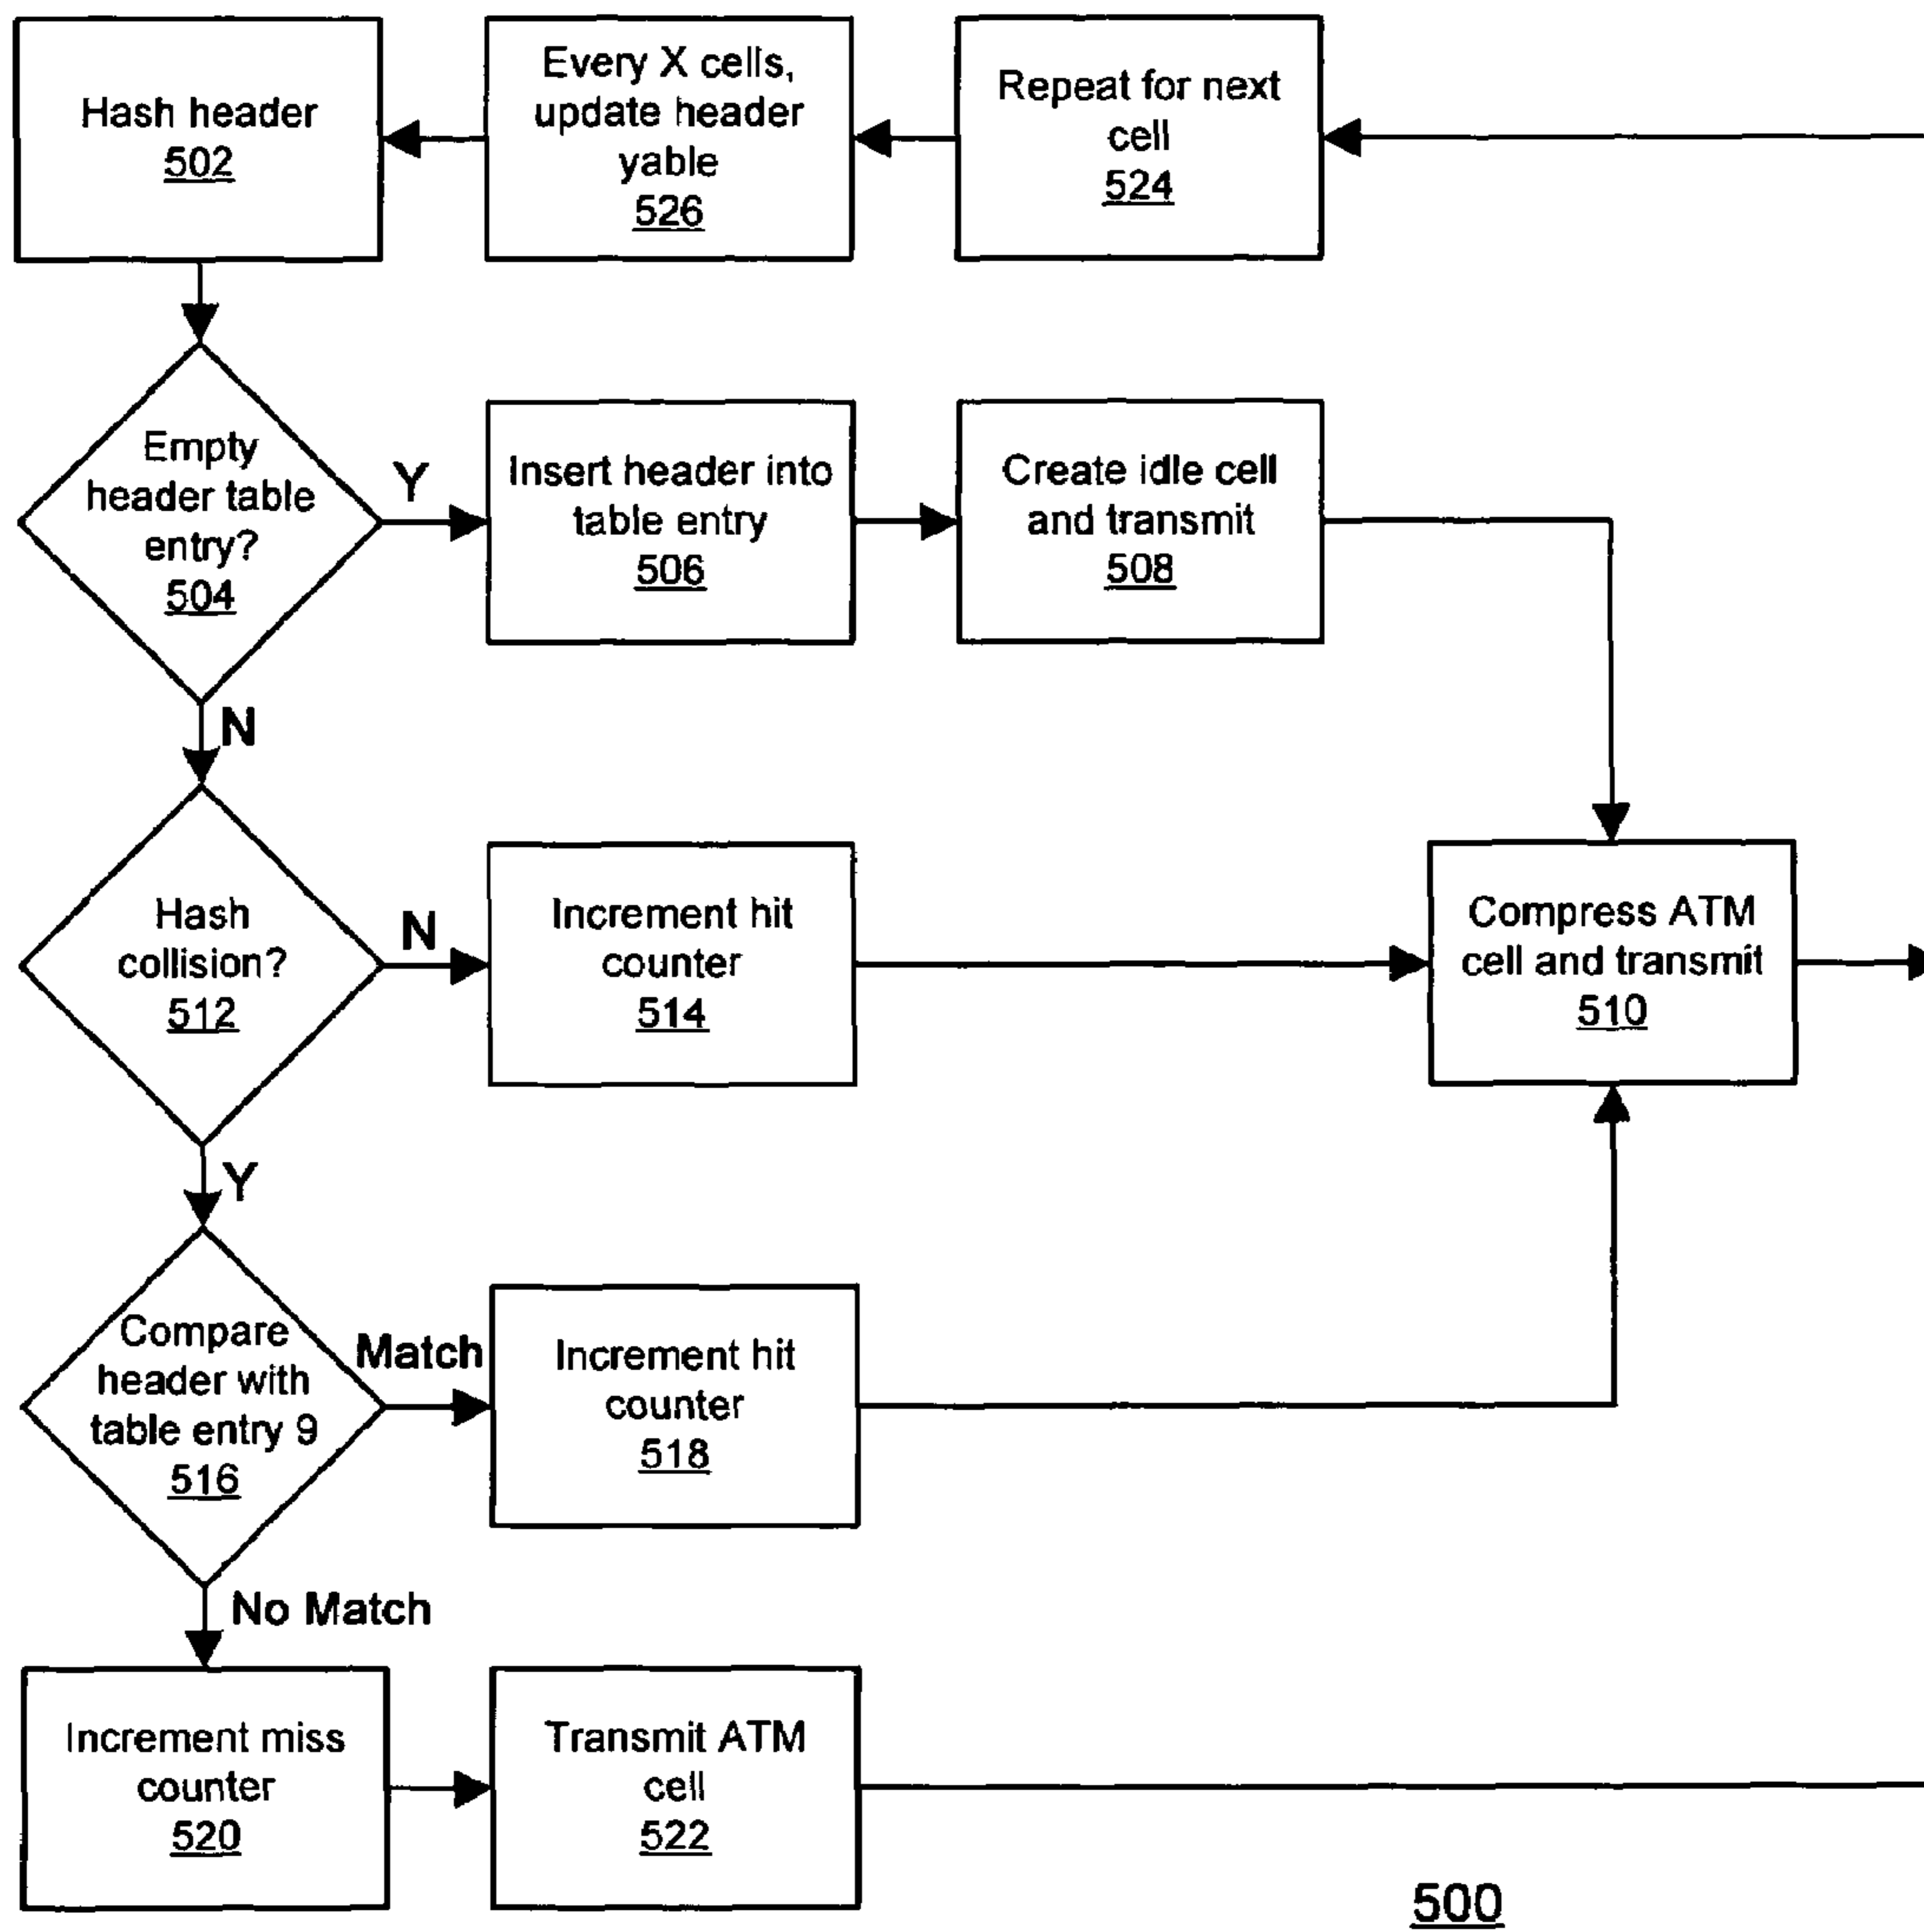 Hash header
502
Every X cells,
update header
yable
526
Repeat for next
cell
524
Empty
header table
entry?
504
Y
Insert header into
table entry
506
Create idle cell
and transmit
508
N
Hash
collision?
512
N
Increment hit
counter
514
Compress ATM
cell and transmit
510
Y
Compare
header with
table entry 9
516
Match
Increment hit
counter
518
No Match
Increment miss
counter
520
Transmit ATM
cell
522
500